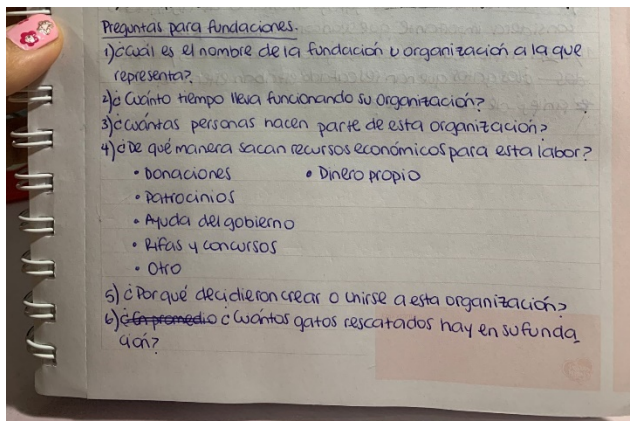 Preguntas para fundaciones.
1) ¿Cuál es el nombre de la fundación u organización a la que
representa?
2) ¿Cuánto tiempo lleva funcionando su organización?
3) ¿Cuántas personas hacen parte de esta organización?
4) ¿De qué manera sacan recursos económicos para esta labor?
• Donaciones • Dinero propio
• Patrocinios
• Ayuda del gobierno
• Rifas y concursos
• Otro
5) ¿Por qué decidieron crear o unirse a esta organización?
6) ¿En promedio ¿Cuántos gatos rescatados hay en su funda
ción?